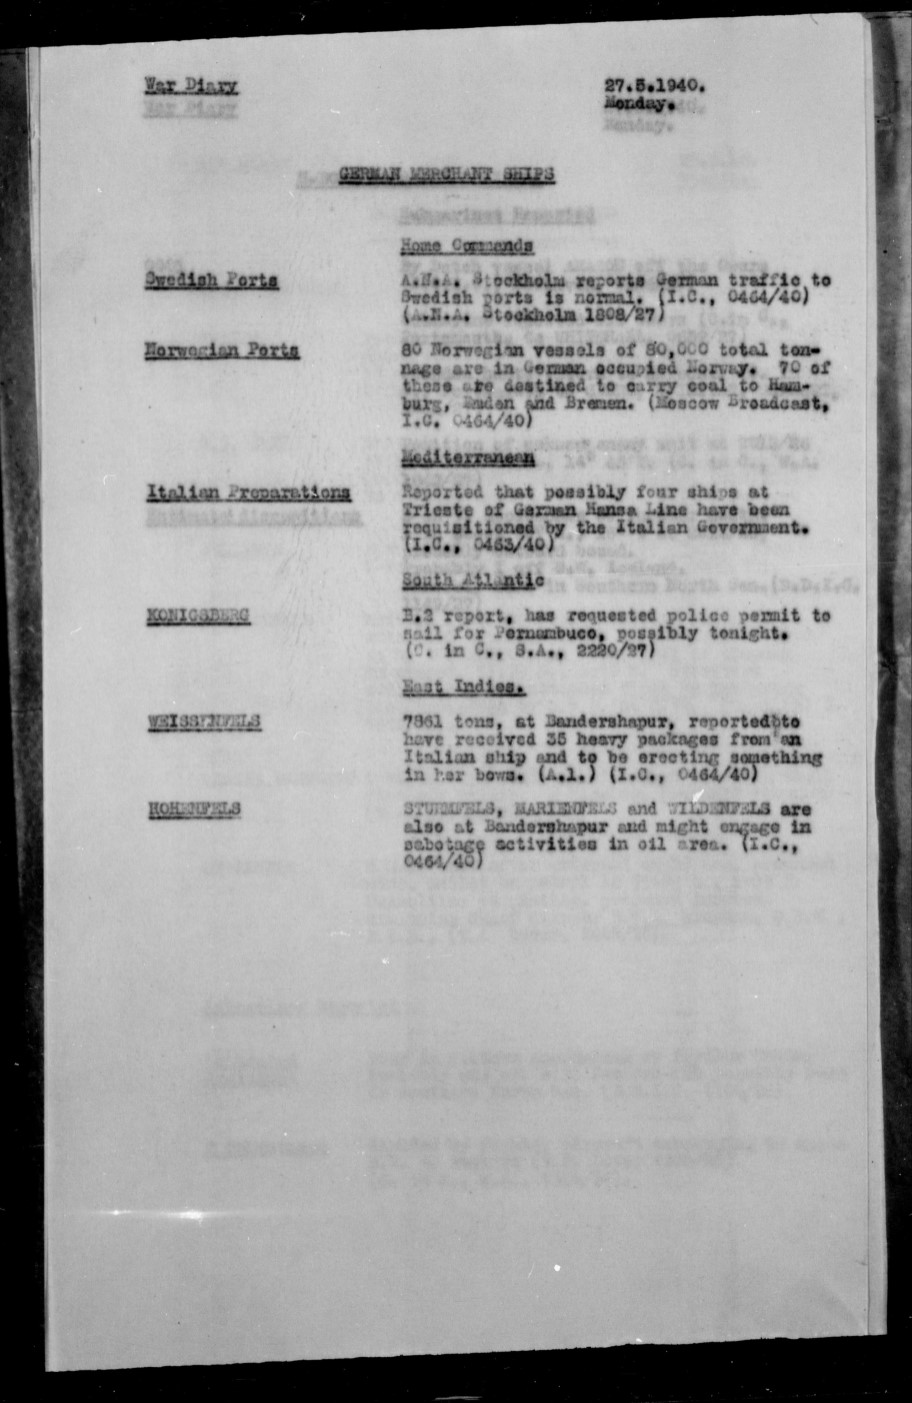 War Diary
27.5.1940.
Monday.
GERMAN MERCHANT SHIPS
Home Commands
Swedish Ports
A.N.A. Stockholm reports German traffic to
Swedish ports is normal. (I.C., 0464/40)
(A.N.A. Stockholm 1808/27)
Norwegian Ports
80 Norwegian vessels of 80,000 total ton-
nage are in German occupied Norway. 70 of
these are destined to carry coal to Ham-
burg, Emden and Bremen. (Moscow Broadcast,
I.C. 0464/40)
Mediterranean
Italian Preparations
Reported that possibly four ships at
Trieste of German Hansa Line have been
requisitioned by the Italian Government.
(I.C., 0463/40)
South Atlantic
KONIGSBERG
B.2 report, has requested police permit to
sail for Pernambuco, possibly tonight.
(C. in C., S.A., 2220/27)
East Indies.
WEISSENFELS
7861 tons, at Bandershapur, reported to
have received 35 heavy packages from an
Italian ship and to be erecting something
in her bows. (A.1.) (I.C., 0464/40)
HOHENFELS
STURMFELS, MARIENFELS and WILDENFELS are
also at Bandershapur and might engage in
sabotage activities in oil area. (I.C.,
0464/40)